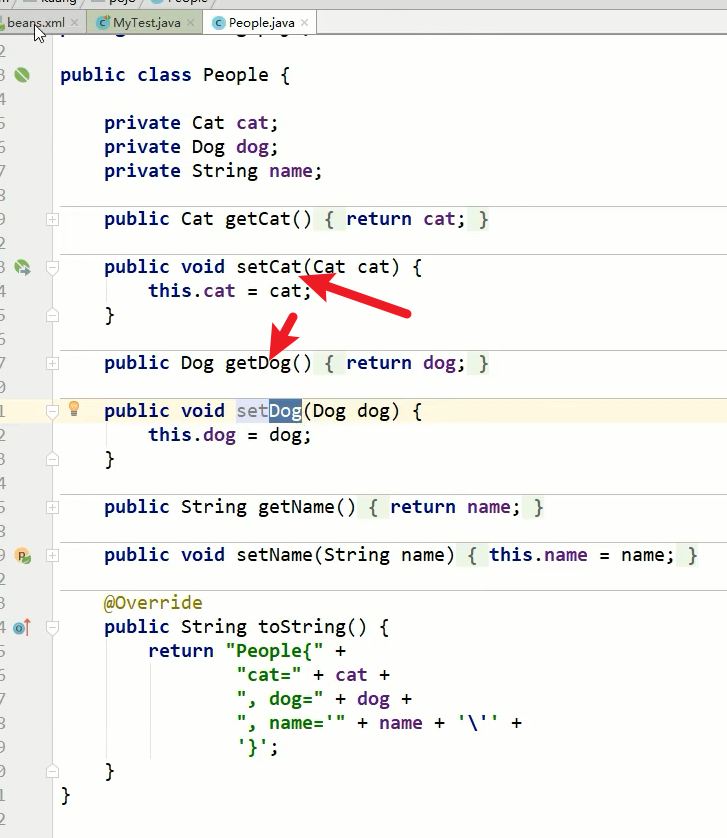 kuang pojo People
beans.xml MyTest.java People.java
public class People {
private Cat cat;
private Dog dog;
private String name;
public Cat getCat() { return cat; }
public void setCat(Cat cat) {
this.cat = cat;
}
public Dog getDog() { return dog; }
public void setDog(Dog dog) {
this.dog = dog;
}
public String getName() { return name; }
public void setName(String name) { this.name = name; }
@Override
public String toString() {
return "People{" +
"cat=" + cat +
", dog=" + dog +
", name='" + name + '\'' +
'}';
}
}